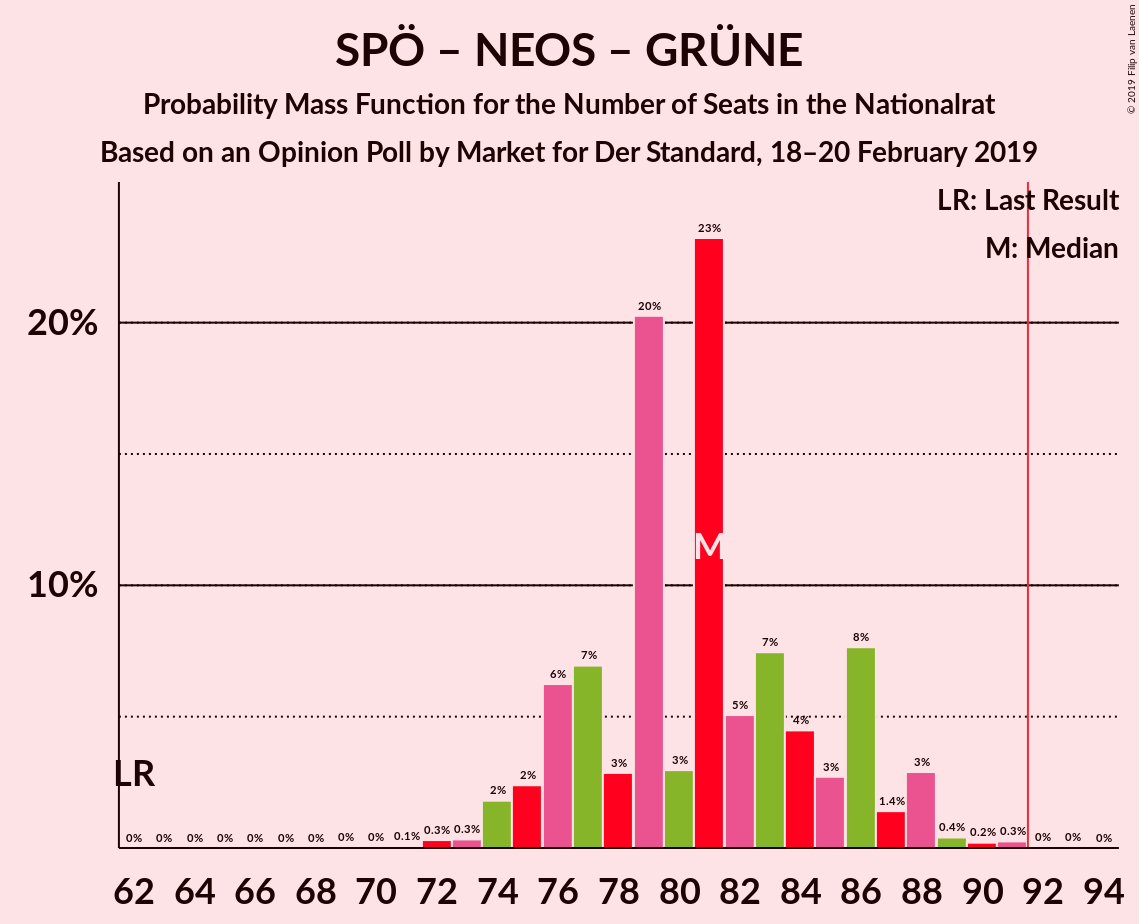 SPÖ – NEOS – GRÜNE
Probability Mass Function for the Number of Seats in the Nationalrat
Based on an Opinion Poll by Market for Der Standard, 18–20 February 2019
© 2019 Filip van Laenen
LR: Last Result
M: Median
20%
10%
LR
M
0% 0% 0% 0% 0% 0% 0% 0% 0% 0.1% 0.3% 0.3% 2% 2% 6% 7% 3% 20% 3% 23% 5% 7% 4% 3% 8% 1.4% 3% 0.4% 0.2% 0.3% 0% 0% 0%
62 64 66 68 70 72 74 76 78 80 82 84 86 88 90 92 94